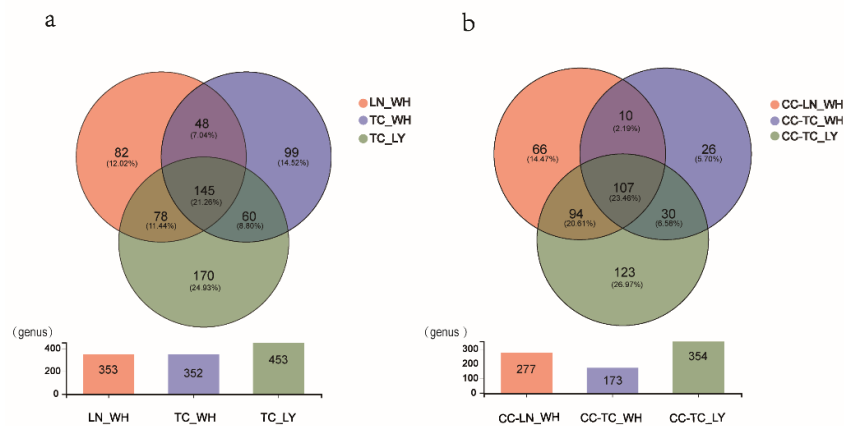 a
48
(7.04%)
82
(12.02%)
99
(14.52%)
145
(21.26%)
78
(11.44%)
60
(8.80%)
170
(24.93%)
LN_WH
TC_WH
TC_LY
(genus)
400
200
0
353
352
453
LN_WH
TC_WH
TC_LY
b
10
(2.19%)
66
(14.47%)
26
(5.70%)
107
(23.46%)
94
(20.61%)
30
(6.58%)
123
(26.97%)
CC-LN_WH
CC-TC_WH
CC-TC_LY
(genus)
300
200
100
0
277
173
354
CC-LN_WH
CC-TC_WH
CC-TC_LY